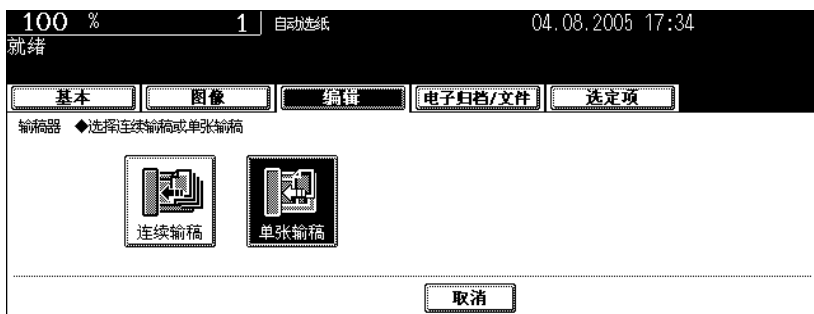 100 % 1 自动选纸 04.08.2005 17:34
就绪
基本 图像 编辑 电子归档/文件 选定项
输稿器 ◆选择连续输稿或单张输稿
连续输稿 单张输稿
取消